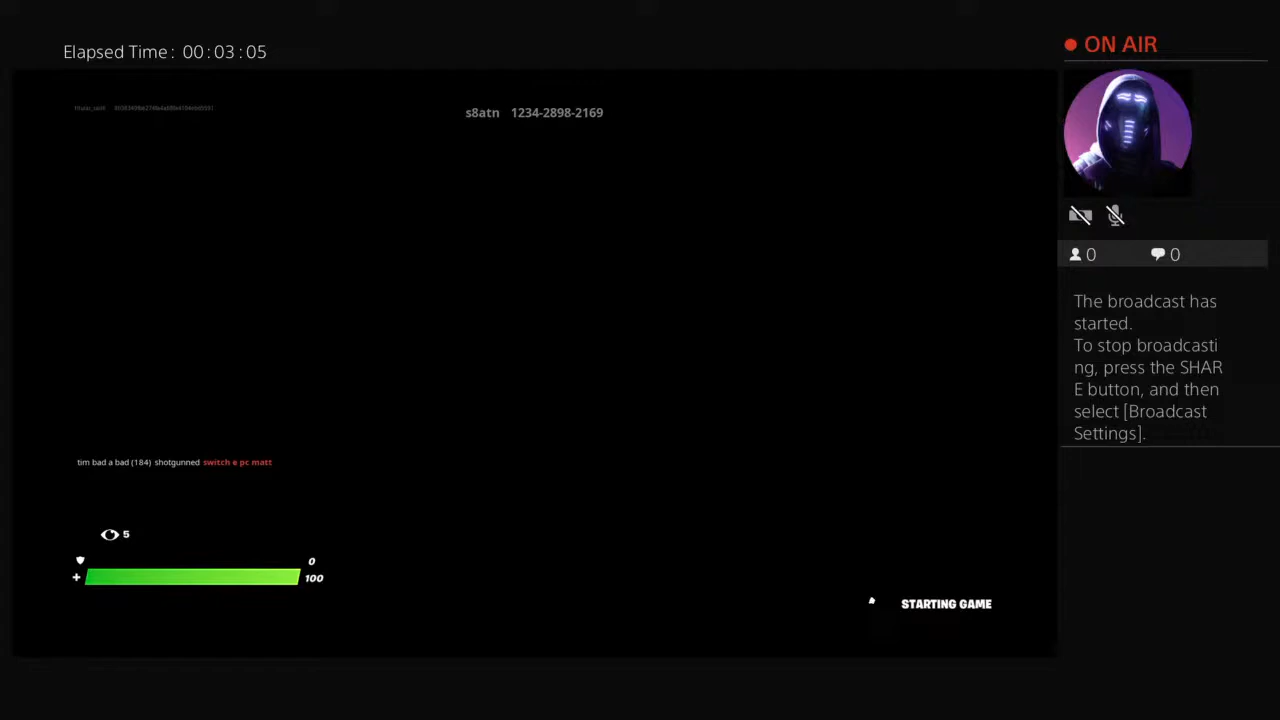 Elapsed Time: 00:03:05
ON AIR
s8atn 1234-2898-2169
0 0
The broadcast has
started.
To stop broadcasti
ng, press the SHAR
E button, and then
select [Broadcast
Settings].
tim bad a bad (184) shotgunned switch e pc matt
5
0
100
STARTING GAME